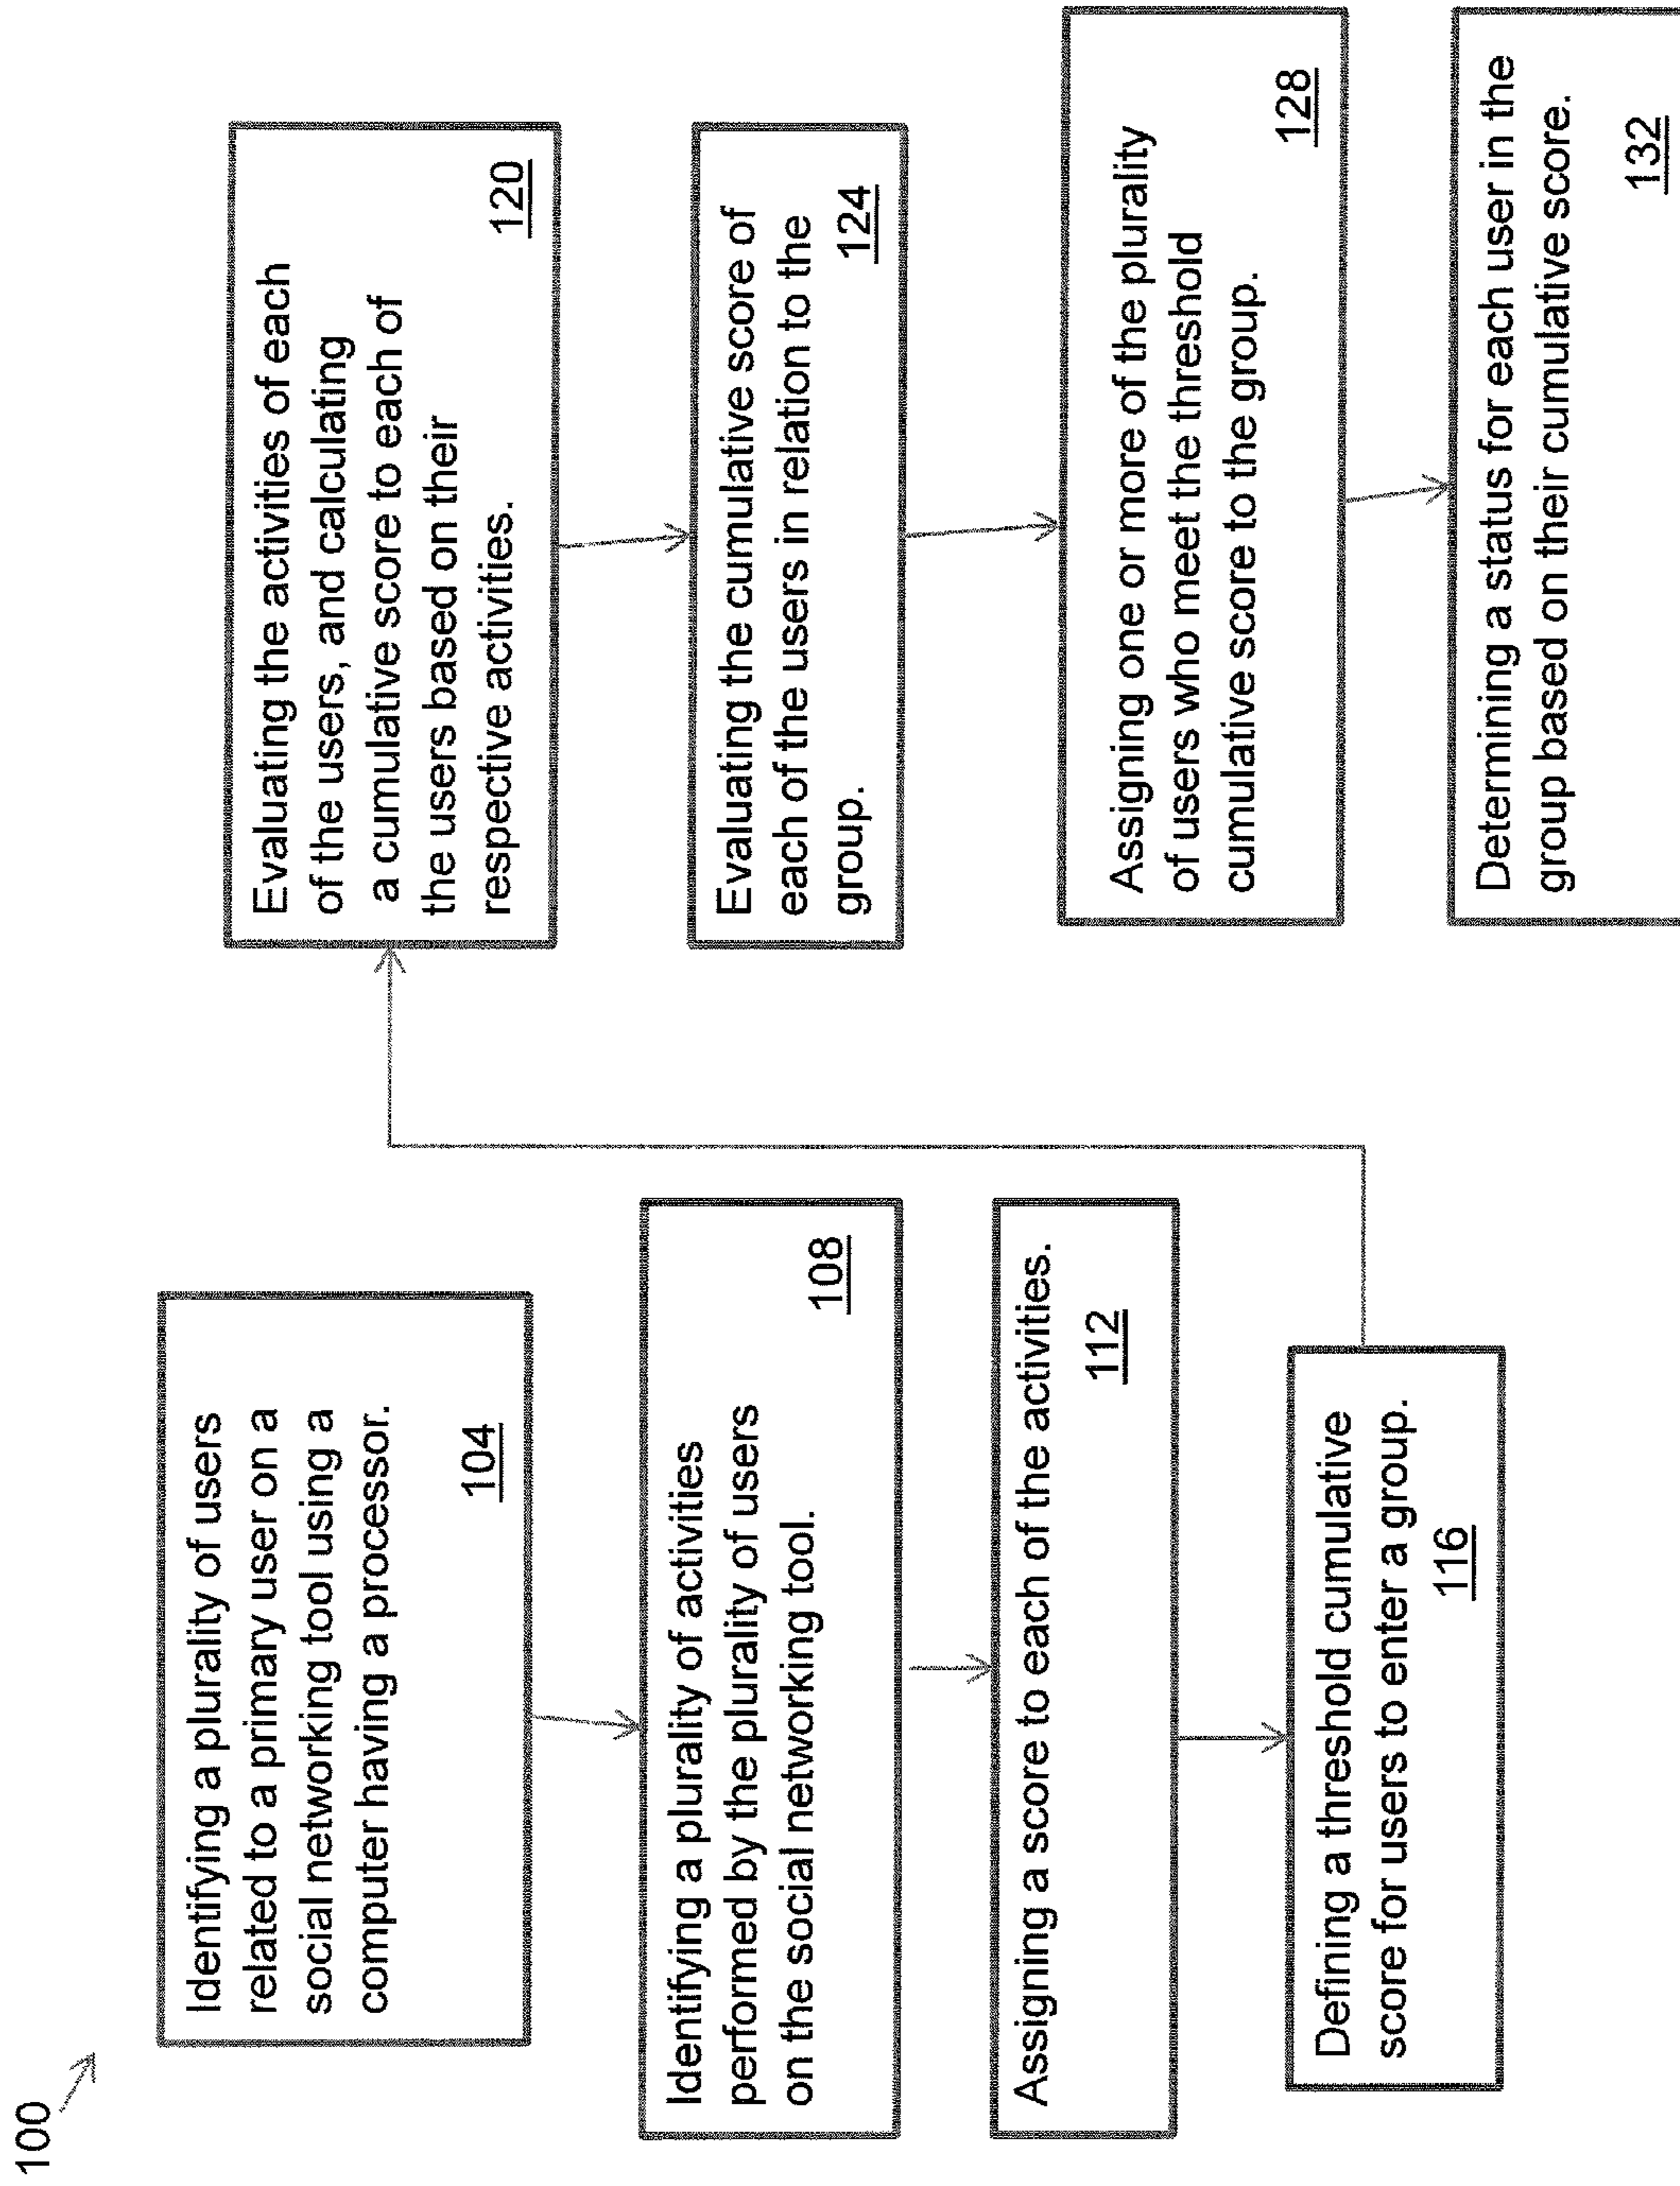 100
Identifying a plurality of users
related to a primary user on a
social networking tool using a
computer having a processor.
104
Identifying a plurality of activities
performed by the plurality of users
on the social networking tool.
108
Assigning a score to each of the activities.
112
Defining a threshold cumulative
score for users to enter a group.
116
Evaluating the activities of each
of the users, and calculating
a cumulative score to each of
the users based on their
respective activities.
120
Evaluating the cumulative score of
each of the users in relation to the
group.
124
Assigning one or more of the plurality
of users who meet the threshold
cumulative score to the group.
128
Determining a status for each user in the
group based on their cumulative score.
132